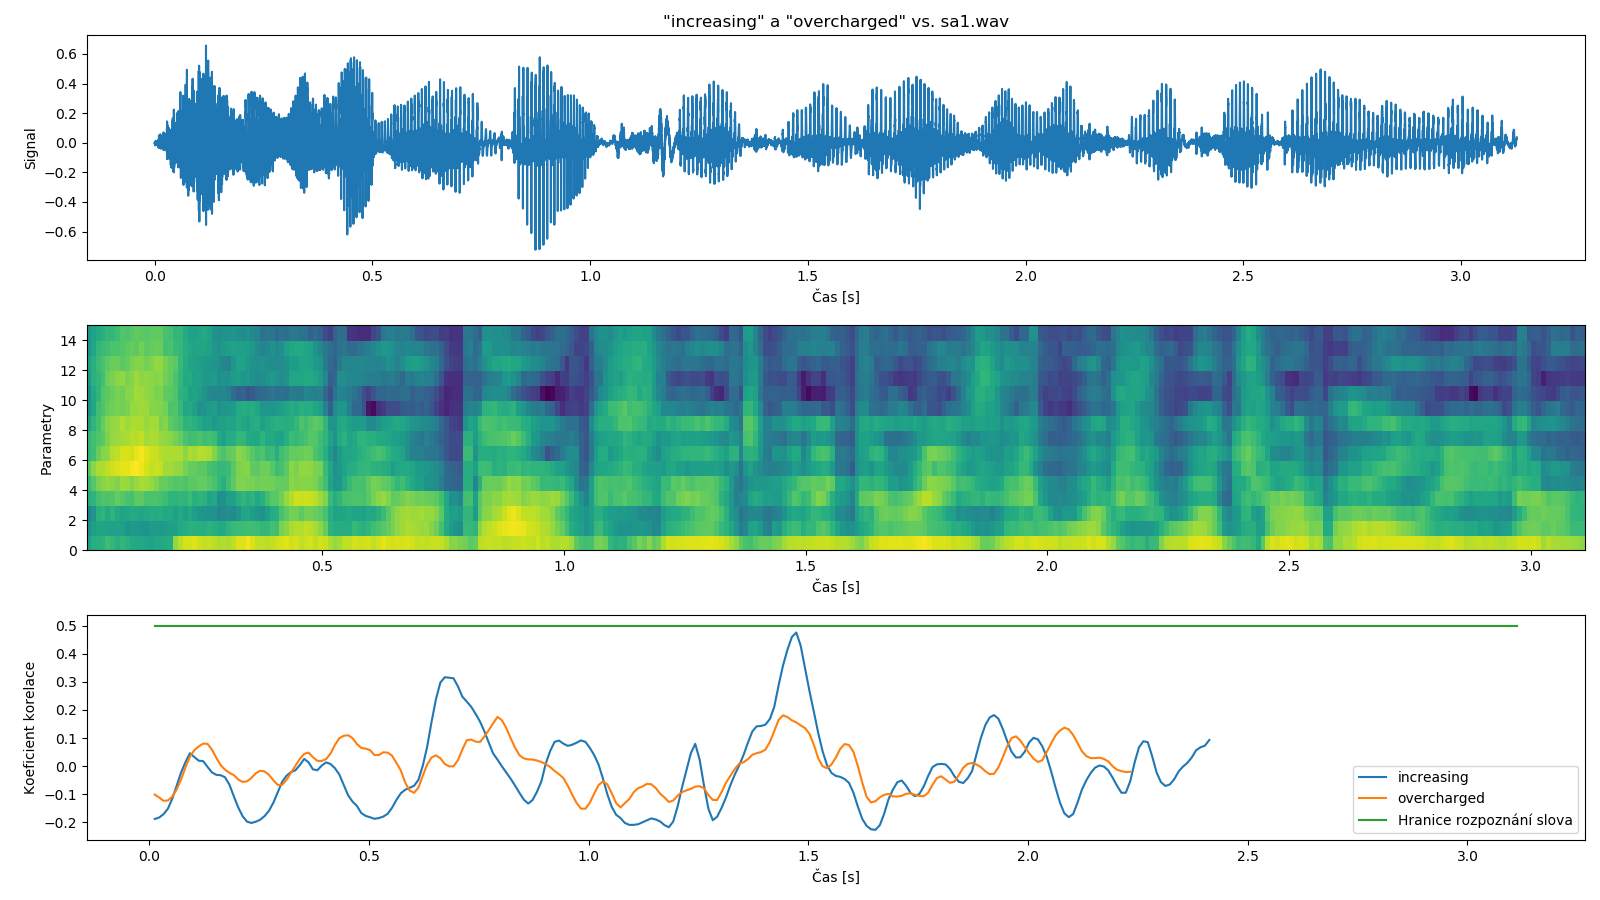 "increasing" a "overcharged" vs. sa1.wav
Signal
0.6
0.4
0.2
0.0
−0.2
−0.4
−0.6
0.0 0.5 1.0 1.5 2.0 2.5 3.0
Čas [s]
Parametry
14
12
10
8
6
4
2
0
0.5 1.0 1.5 2.0 2.5 3.0
Čas [s]
Koeficient korelace
0.5
0.4
0.3
0.2
0.1
0.0
−0.1
−0.2
increasing
overcharged
Hranice rozpoznání slova
0.0 0.5 1.0 1.5 2.0 2.5 3.0
Čas [s]